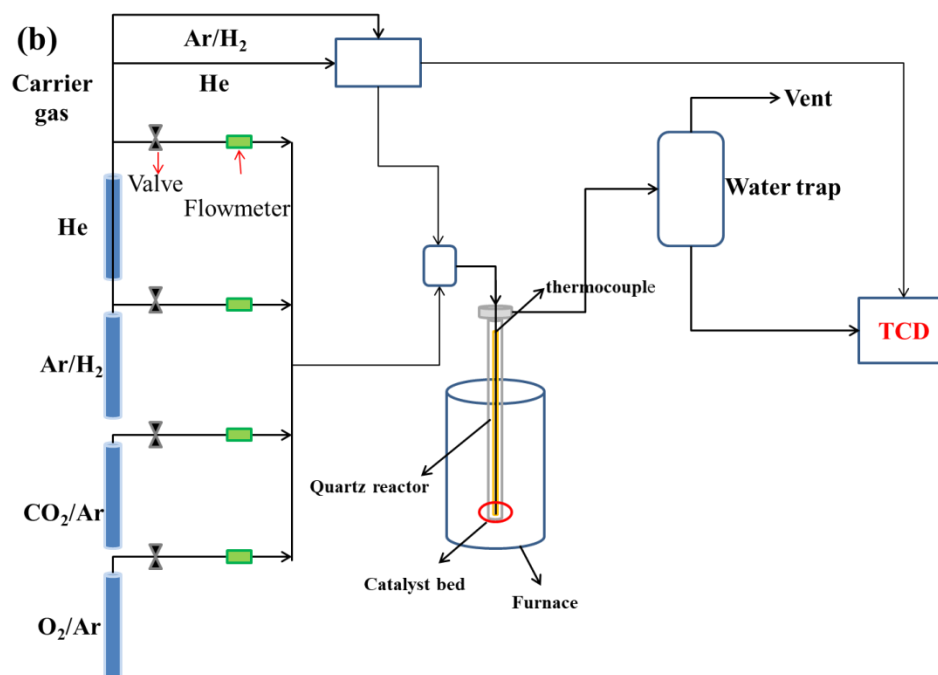 (b)
Ar/H₂
He
Carrier
gas
Vent
Valve
Flowmeter
Water trap
He
thermocouple
TCD
Ar/H₂
Quartz reactor
CO₂/Ar
Catalyst bed
Furnace
O₂/Ar